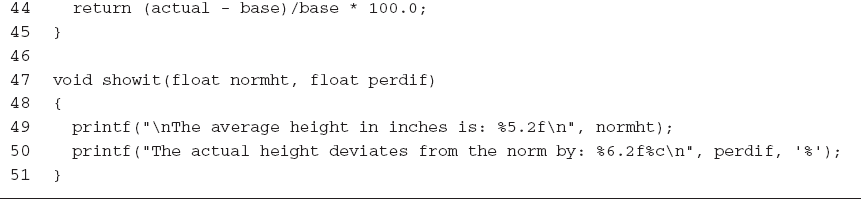 44    return (actual - base)/base * 100.0;
45  }
46
47  void showit(float normht, float perdif)
48  {
49    printf("\nThe average height in inches is: %5.2f\n", normht);
50    printf("The actual height deviates from the norm by: %6.2f%c\n", perdif, '%');
51  }